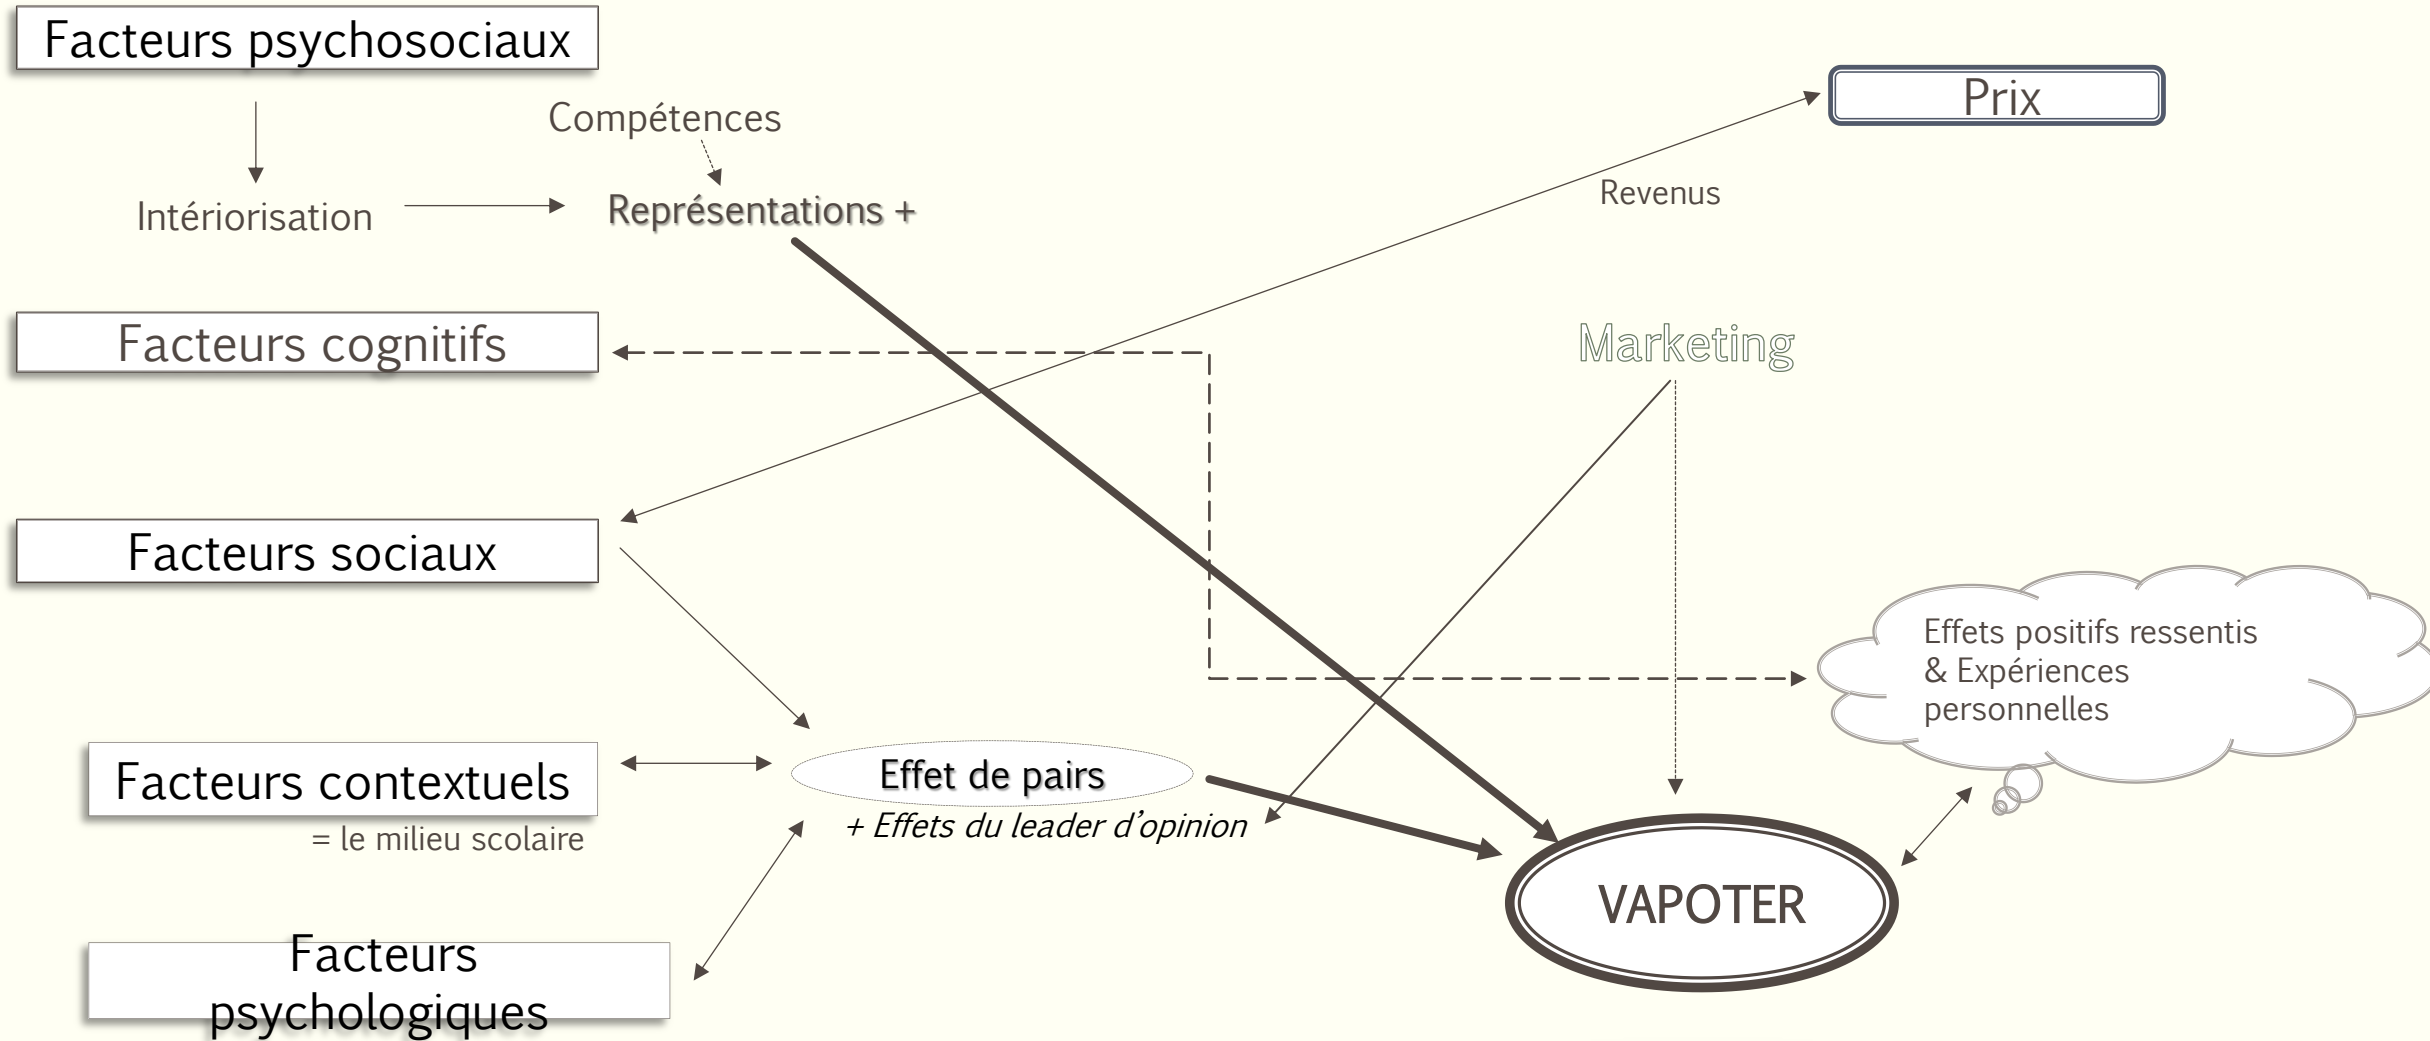 Facteurs psychosociaux
Prix
Compétences
Revenus
Intériorisation
Représentations +
Facteurs cognitifs
Marketing
Facteurs sociaux
Effets positifs ressentis
& Expériences
personnelles
Facteurs contextuels
= le milieu scolaire
Effet de pairs
+ Effets du leader d'opinion
VAPOTER
Facteurs
psychologiques